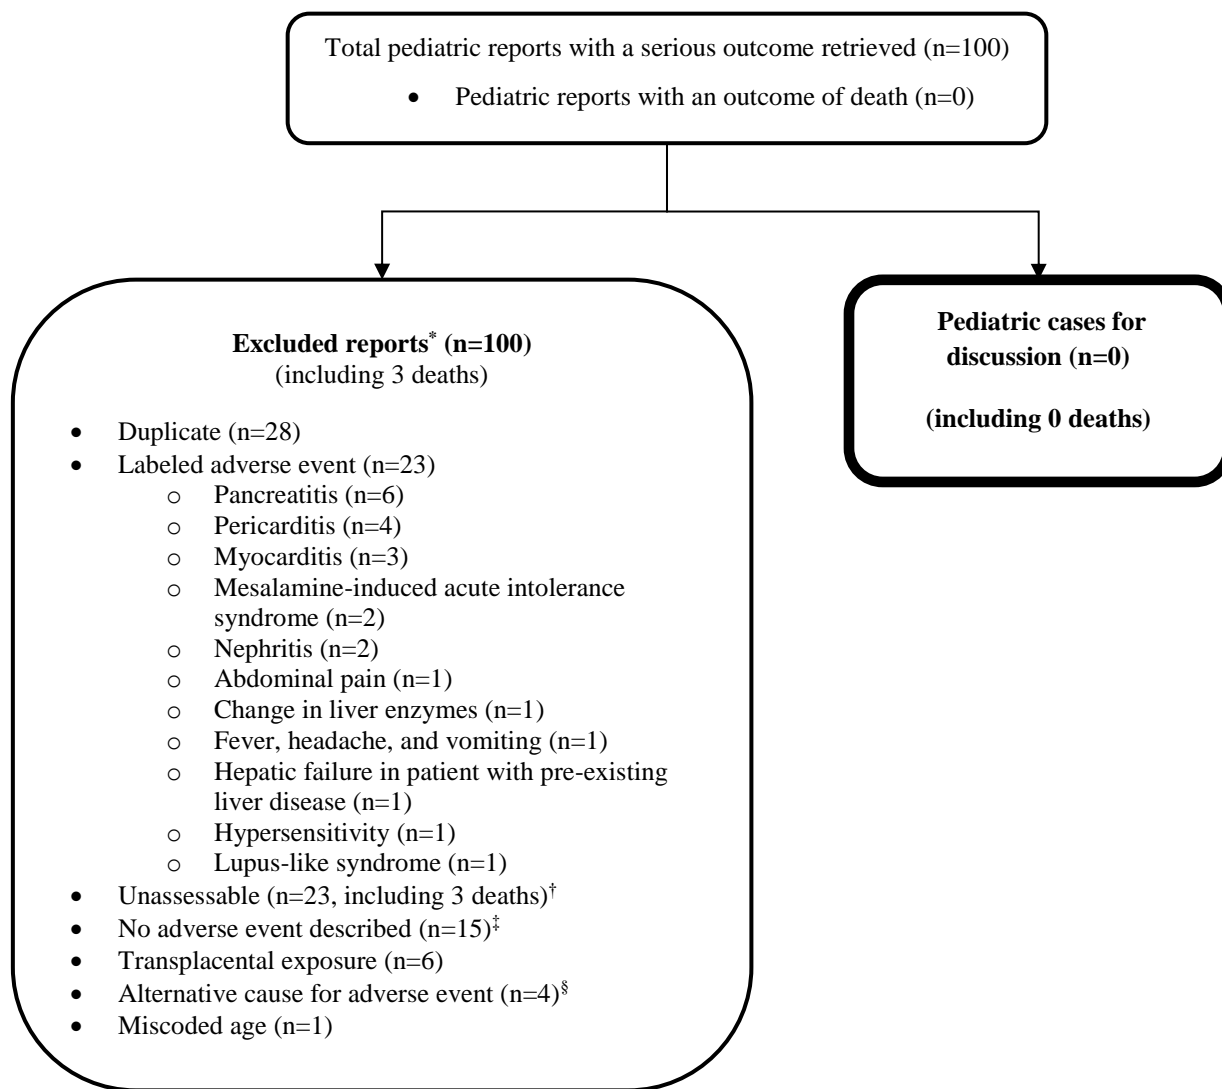 Total pediatric reports with a serious outcome retrieved (n=100)
• Pediatric reports with an outcome of death (n=0)
Excluded reports* (n=100)
(including 3 deaths)
• Duplicate (n=28)
• Labeled adverse event (n=23)
o Pancreatitis (n=6)
o Pericarditis (n=4)
o Myocarditis (n=3)
o Mesalamine-induced acute intolerance
syndrome (n=2)
o Nephritis (n=2)
o Abdominal pain (n=1)
o Change in liver enzymes (n=1)
o Fever, headache, and vomiting (n=1)
o Hepatic failure in patient with pre-existing
liver disease (n=1)
o Hypersensitivity (n=1)
o Lupus-like syndrome (n=1)
• Unassessable (n=23, including 3 deaths)†
• No adverse event described (n=15)‡
• Transplacental exposure (n=6)
• Alternative cause for adverse event (n=4)§
• Miscoded age (n=1)
Pediatric cases for
discussion (n=0)
(including 0 deaths)